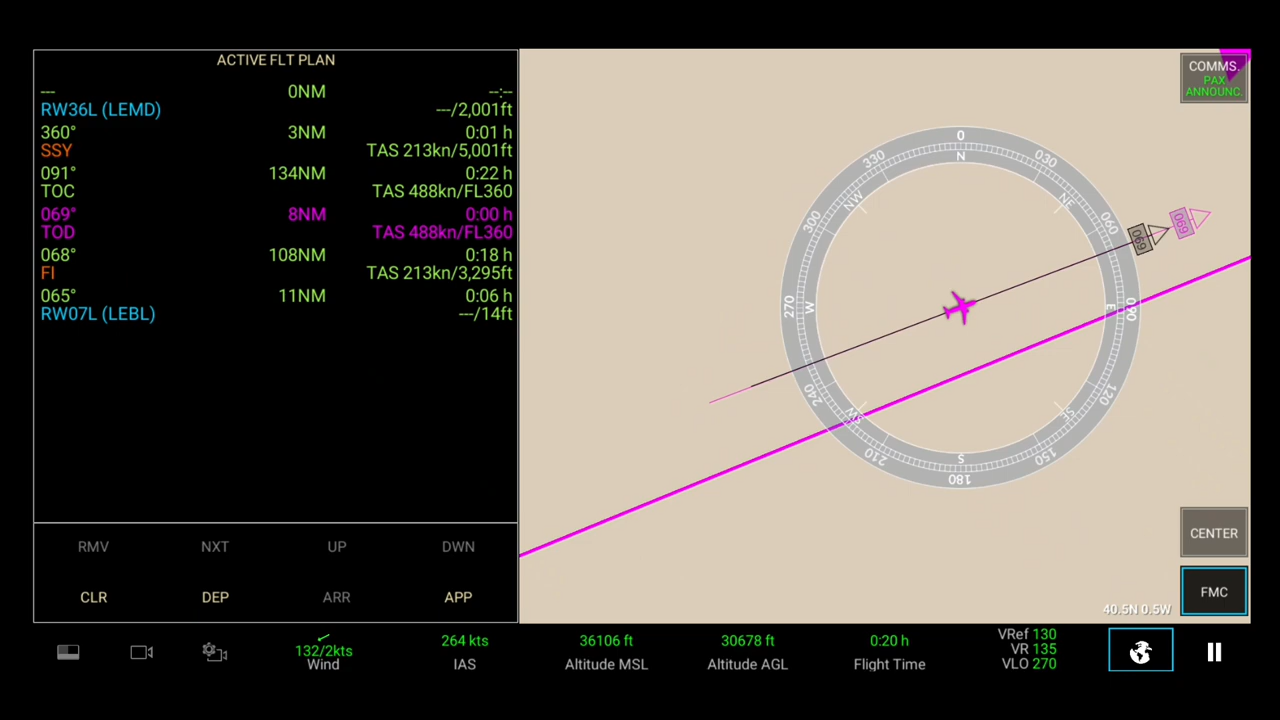 ACTIVE FLT PLAN
--- 0NM --:--
RW36L (LEMD) ---/2,001ft
360° 3NM 0:01 h
SSY TAS 213kn/5,001ft
091° 134NM 0:22 h
TOC TAS 488kn/FL360
069° 8NM 0:00 h
TOD TAS 488kn/FL360
068° 108NM 0:18 h
FI TAS 213kn/3,295ft
065° 11NM 0:06 h
RW07L (LEBL) ---/14ft
RMV NXT UP DWN
CLR DEP ARR APP
COMMS.
PAX
ANNOUNC.
0
030
060
090
120
150
180
210
240
270
300
330
N
NE
E
SE
S
SW
W
NW
069
069
CENTER
FMC
40.5N 0.5W
132/2kts
Wind
264 kts
IAS
36106 ft
Altitude MSL
30678 ft
Altitude AGL
0:20 h
Flight Time
VRef 130
VR 135
VLO 270